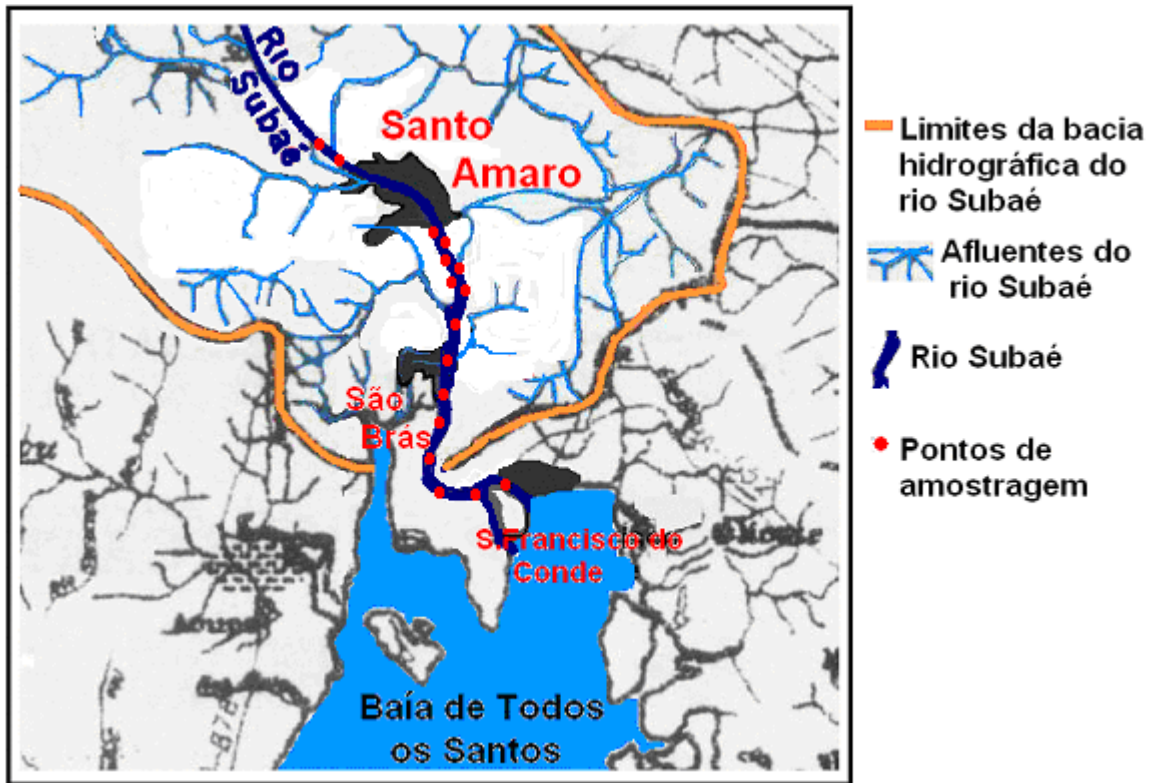 Rio
Subaé
Santo
Amaro
São
Brás
S.Francisco do
Conde
Baía de Todos
os Santos
Limites da bacia
hidrográfica do
rio Subaé
Afluentes do
rio Subaé
Rio Subaé
Pontos de
amostragem